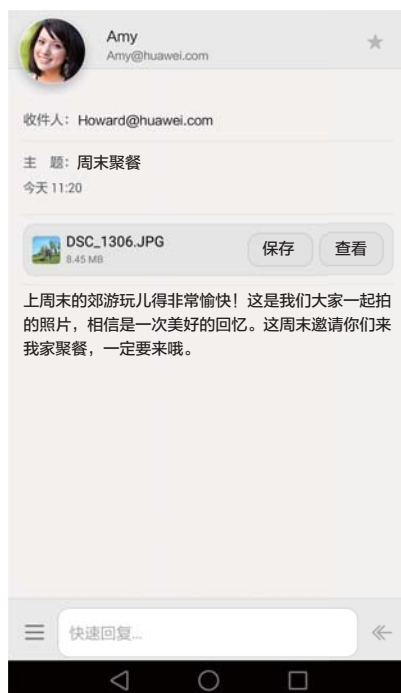 Amy
Amy@huawei.com
收件人：Howard@huawei.com
主 题：周末聚餐
今天 11:20
DSC_1306.JPG
8.45 MB
保存
查看
上周末的郊游玩儿得非常愉快！这是我们大家一起拍
的照片，相信是一次美好的回忆。这周末邀请你们来
我家聚餐，一定要来哦。
快速回复...